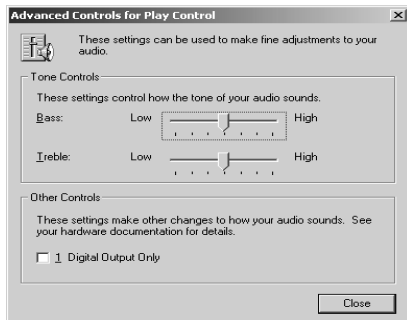 Advanced Controls for Play Control
These settings can be used to make fine adjustments to your
audio.
Tone Controls
These settings control how the tone of your audio sounds.
Bass: Low High
Treble: Low High
Other Controls
These settings make other changes to how your audio sounds. See
your hardware documentation for details.
1 Digital Output Only
Close